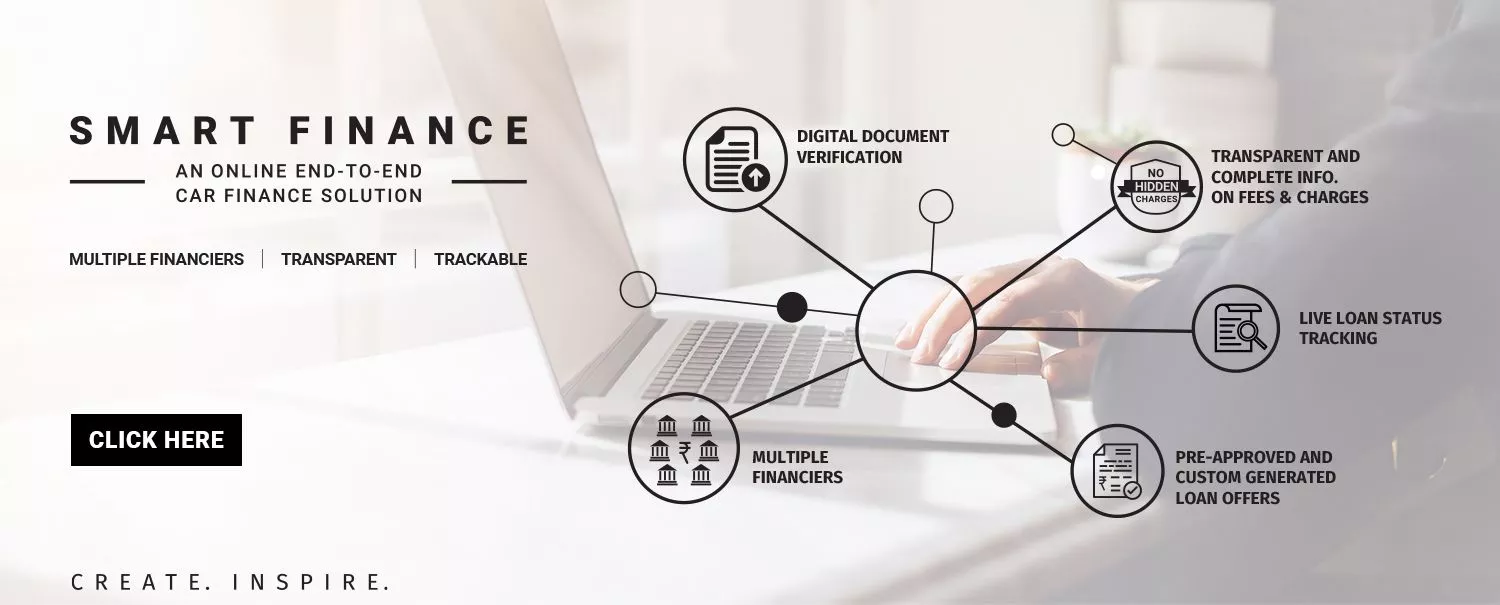 SMART FINANCE
AN ONLINE END-TO-END
CAR FINANCE SOLUTION
MULTIPLE FINANCIERS | TRANSPARENT | TRACKABLE
CLICK HERE
CREATE. INSPIRE.
DIGITAL DOCUMENT
VERIFICATION
NO
HIDDEN
CHARGES
TRANSPARENT AND
COMPLETE INFO.
ON FEES & CHARGES
LIVE LOAN STATUS
TRACKING
₹
MULTIPLE
FINANCIERS
₹
PRE-APPROVED AND
CUSTOM GENERATED
LOAN OFFERS